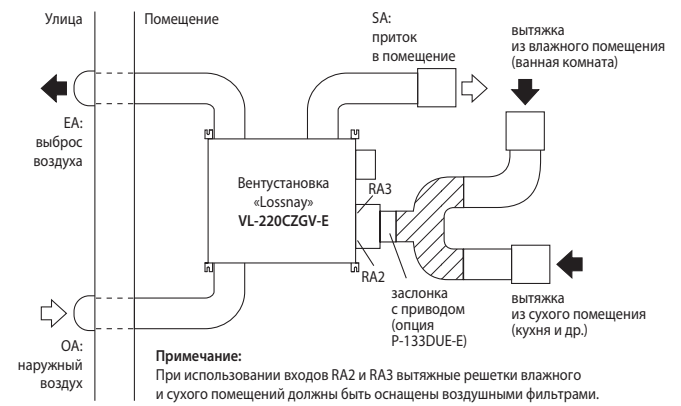 Улица
Помещение
SA:
приток
в помещение
вытяжка
из влажного помещения
(ванная комната)
EA:
выброс
воздуха
Вентустановка
«Lossnay»
VL-220CZGV-E
RA3
RA2
заслонка
с приводом
(опция
P-133DUE-E)
вытяжка
из сухого помещения
(кухня и др.)
OA:
наружный
воздух
Примечание:
При использовании входов RA2 и RA3 вытяжные решетки влажного
и сухого помещений должны быть оснащены воздушными фильтрами.